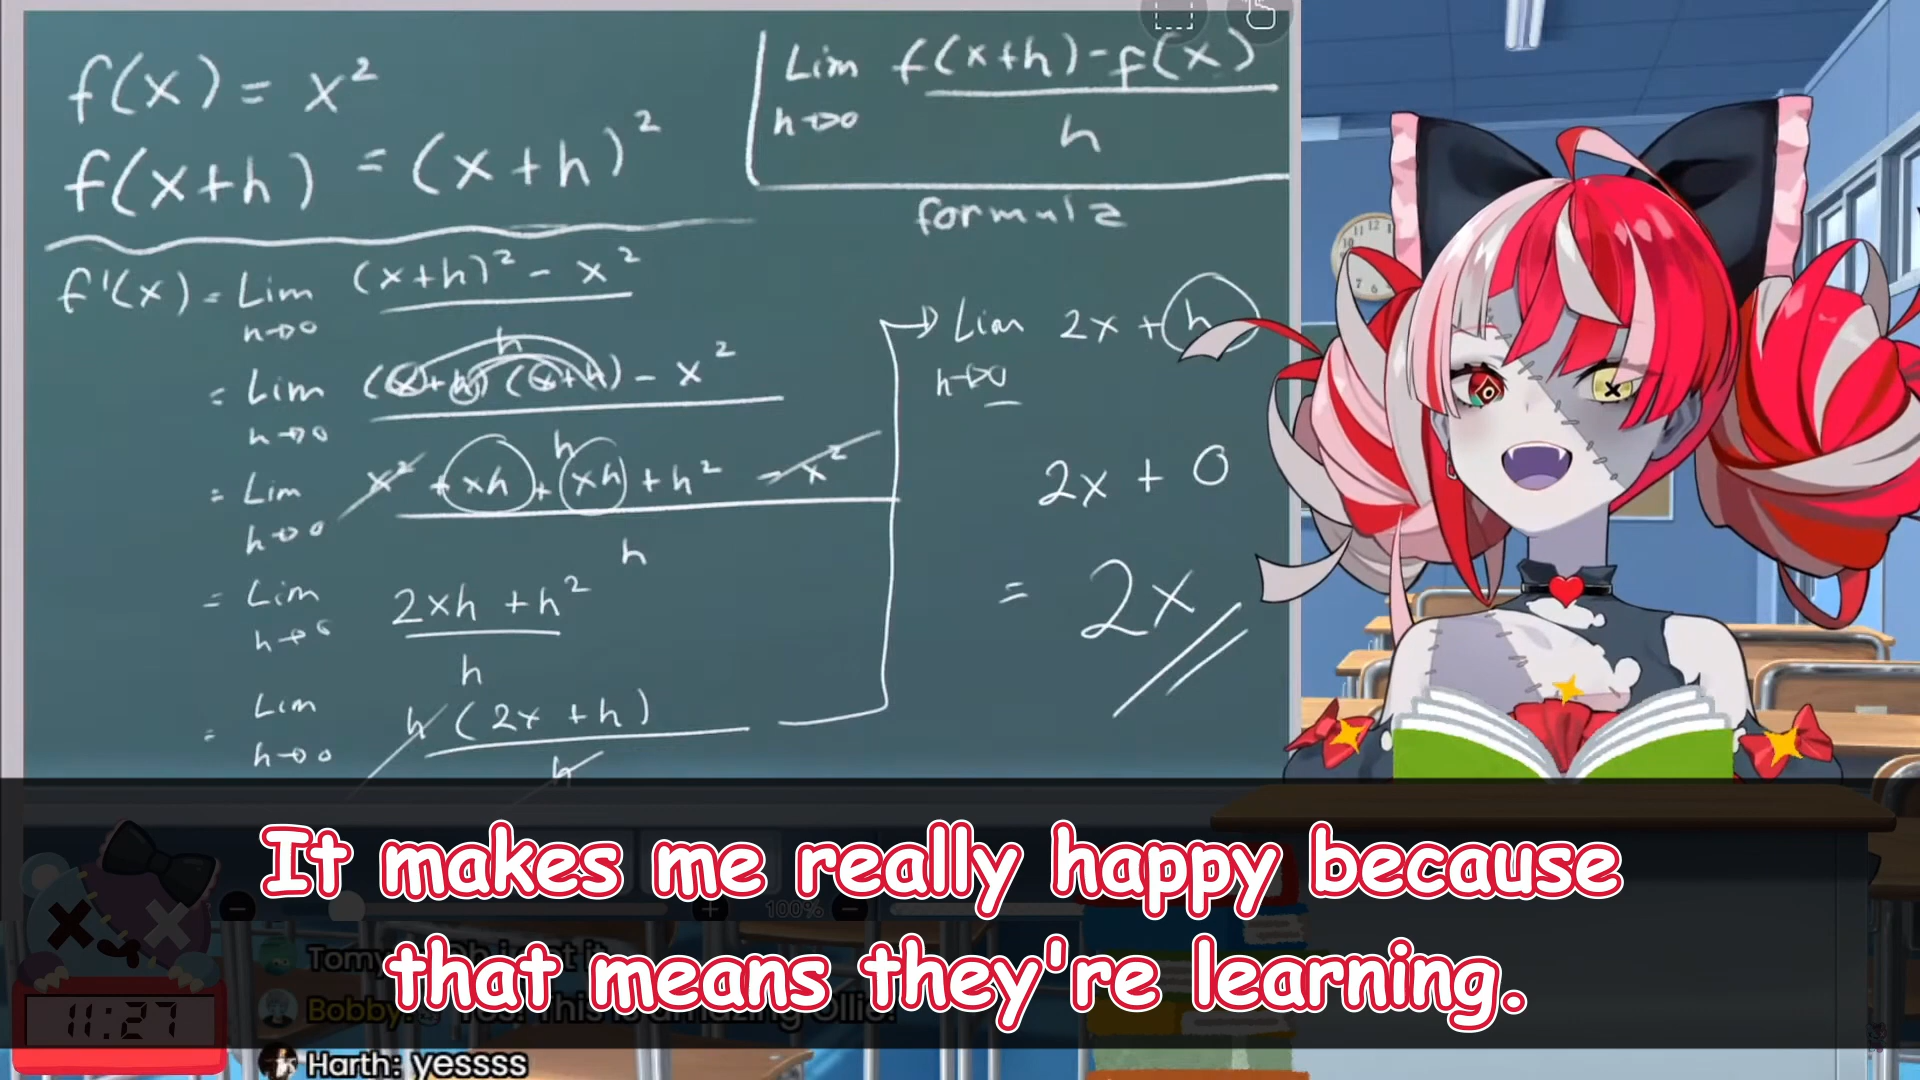 f(x) = x²
f(x+h) = (x+h)²
Lim f(x+h) - f(x)
h→0 h
formula
f'(x) = Lim (x+h)² - x²
h→0 h
= Lim (x+h)(x+h) - x²
h→0 h
= Lim x² + xh + xh + h² - x²
h→0 h
= Lim 2xh + h²
h→0 h
= Lim h(2x+h)
h→0 h
→ Lim 2x + h
h→0
2x + 0
= 2x
It makes me really happy because
that means they're learning.
100%
11:27
Harth: yessss